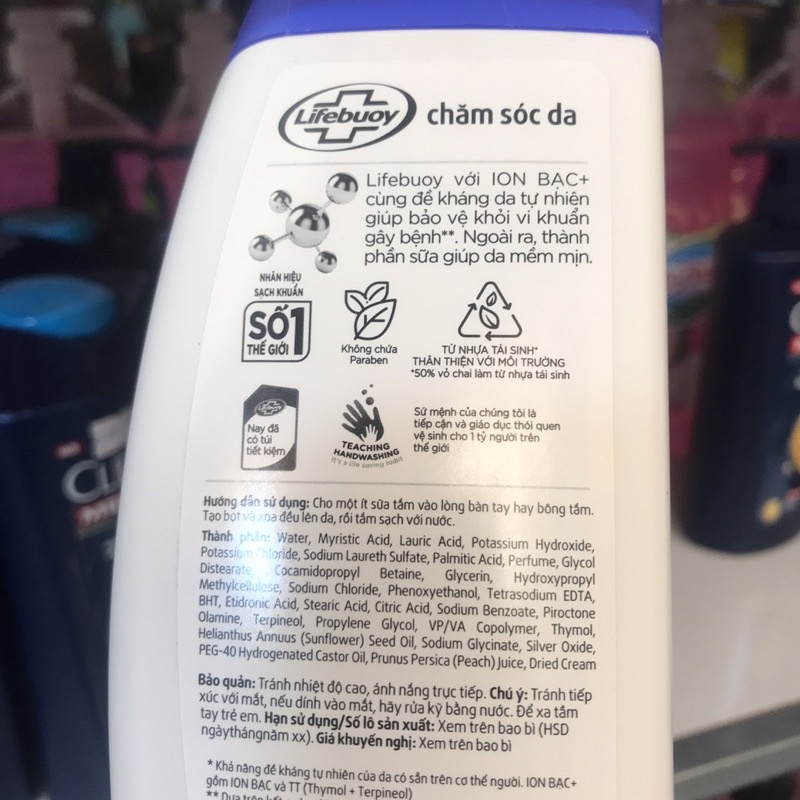 Lifebuoy chăm sóc da
Lifebuoy với ION BẠC+
cùng đề kháng da tự nhiên
giúp bảo vệ khỏi vi khuẩn
gây bệnh**. Ngoài ra, thành
phần sữa giúp da mềm mịn.
NHÃN HIỆU
SẠCH KHUẨN
SỐ 1
THẾ GIỚI
Không chứa
Paraben
TỪ NHỰA TÁI SINH*
THÂN THIỆN VỚI MÔI TRƯỜNG
*50% vỏ chai làm từ nhựa tái sinh
Lifebuoy
Nay đã
có túi
tiết kiệm
TEACHING
HANDWASHING
It's a life saving habit
Sứ mệnh của chúng tôi là
tiếp cận và giáo dục thói quen
vệ sinh cho 1 tỷ người trên
thế giới
Hướng dẫn sử dụng: Cho một ít sữa tắm vào lòng bàn tay hay bông tắm.
Tạo bọt và xoa đều lên da, rồi tắm sạch với nước.
Thành phần: Water, Myristic Acid, Lauric Acid, Potassium Hydroxide,
Potassium Chloride, Sodium Laureth Sulfate, Palmitic Acid, Perfume, Glycol
Distearate, Cocamidopropyl Betaine, Glycerin, Hydroxypropyl
Methylcellulose, Sodium Chloride, Phenoxyethanol, Tetrasodium EDTA,
BHT, Etidronic Acid, Stearic Acid, Citric Acid, Sodium Benzoate, Piroctone
Olamine, Terpineol, Propylene Glycol, VP/VA Copolymer, Thymol,
Helianthus Annuus (Sunflower) Seed Oil, Sodium Glycinate, Silver Oxide,
PEG-40 Hydrogenated Castor Oil, Prunus Persica (Peach) Juice, Dried Cream
Bảo quản: Tránh nhiệt độ cao, ánh nắng trực tiếp. Chú ý: Tránh tiếp
xúc với mắt, nếu dính vào mắt, hãy rửa kỹ bằng nước. Để xa tầm
tay trẻ em. Hạn sử dụng/Số lô sản xuất: Xem trên bao bì (HSD
ngàythángnăm xx). Giá khuyến nghị: Xem trên bao bì
* Khả năng đề kháng tự nhiên của da có sẵn trên cơ thể người. ION BẠC+
gồm ION BẠC và TT (Thymol + Terpineol)
** Dựa trên kết